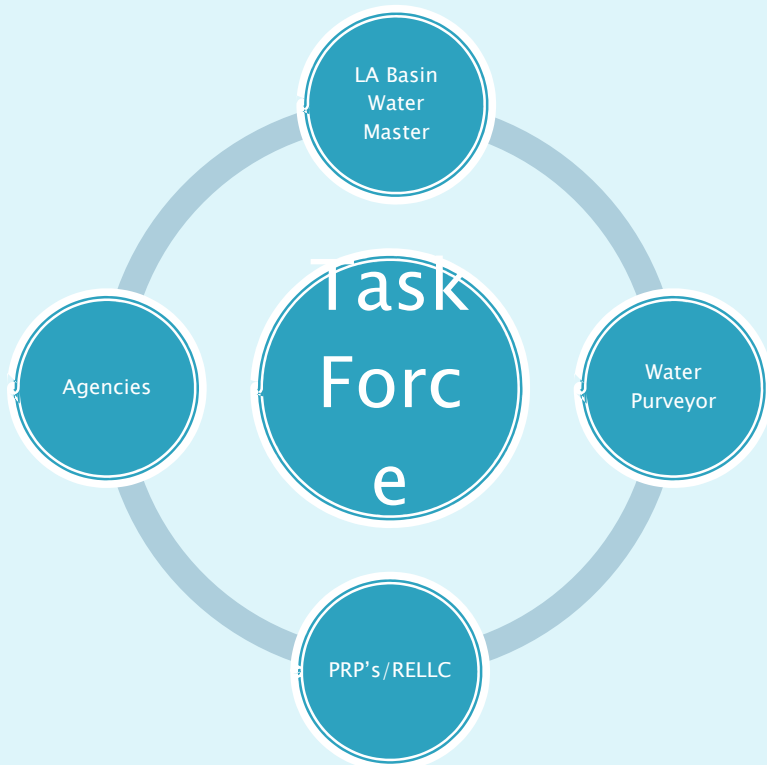 LA Basin
Water
Master
Task
Forc
e
Agencies
Water
Purveyor
PRP's/RELLC